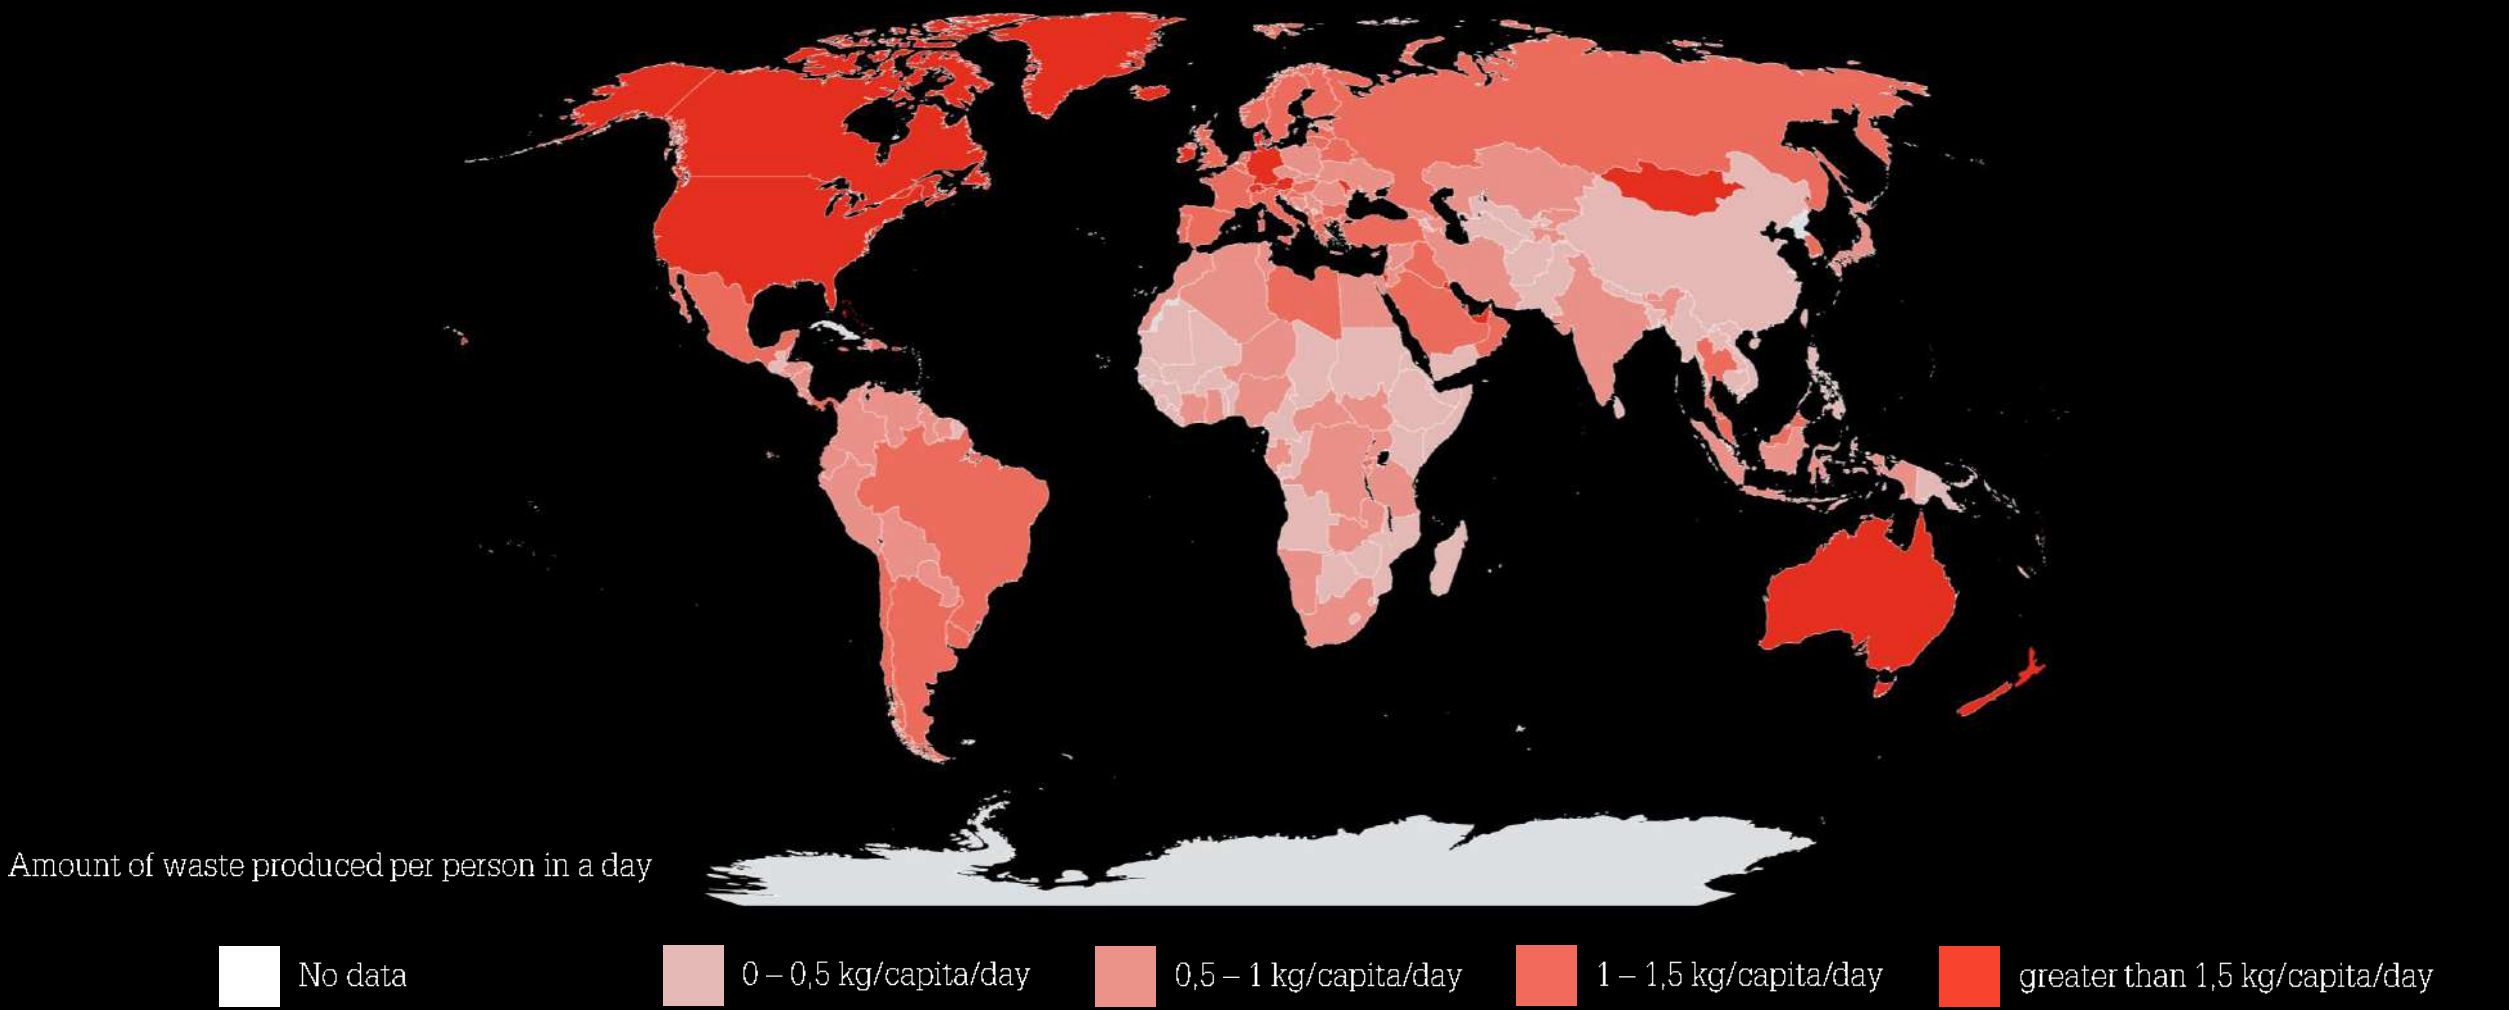 Amount of waste produced per person in a day
No data
0 – 0,5 kg/capita/day
0,5 – 1 kg/capita/day
1 – 1,5 kg/capita/day
greater than 1,5 kg/capita/day